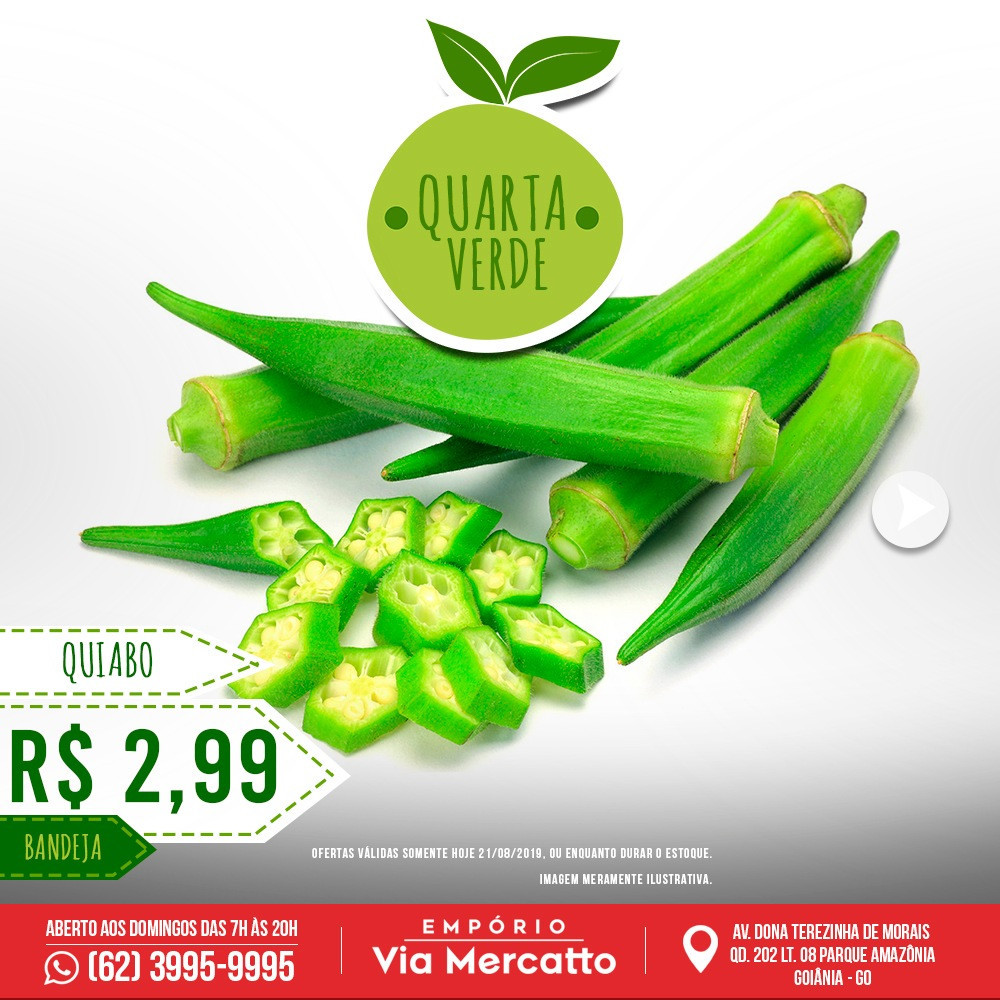 QUARTA
VERDE
QUIABO
R$ 2,99
BANDEJA
OFERTAS VÁLIDAS SOMENTE HOJE 21/08/2019, OU ENQUANTO DURAR O ESTOQUE.
IMAGEM MERAMENTE ILUSTRATIVA.
ABERTO AOS DOMINGOS DAS 7H ÀS 20H
(62) 3995-9995
EMPÓRIO
Via Mercatto
AV. DONA TEREZINHA DE MORAIS
QD. 202 LT. 08 PARQUE AMAZÔNIA
GOIÂNIA - GO